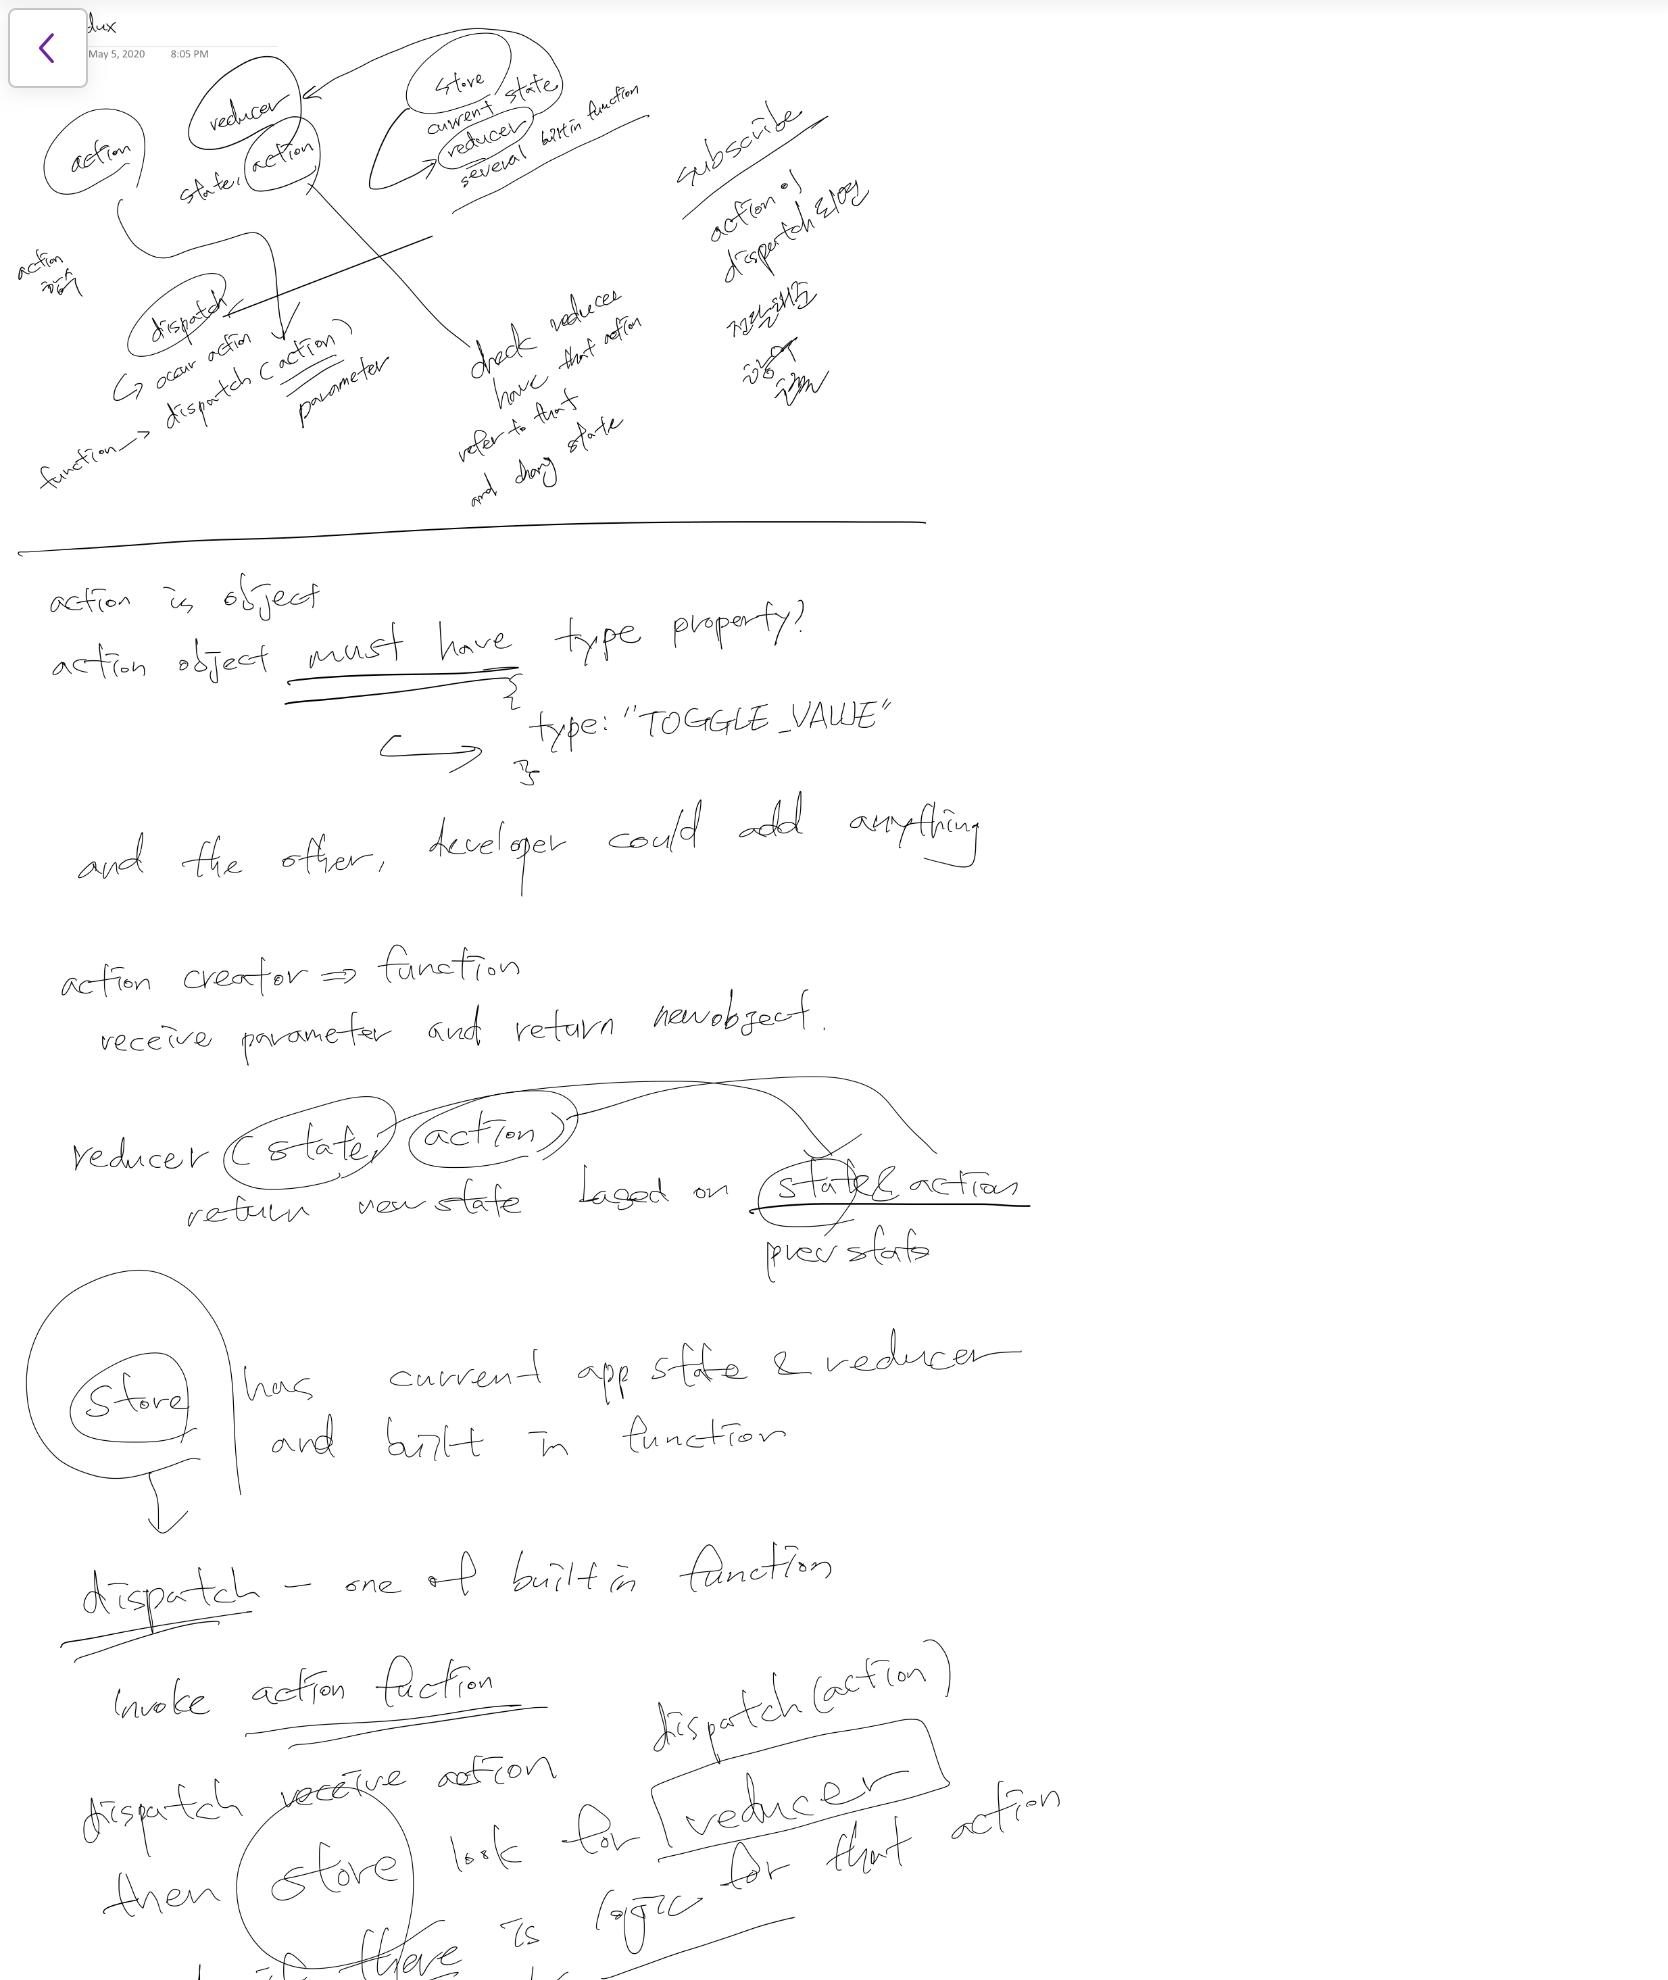 dux
May 5, 2020 8:05 PM
action
reducer
state, action
store
current state
reducer
several builtin function
subscribe
action이
dispatch되면
action
dispatch
occur action
function → dispatch (action)
parameter
check reducer
have that action
refer to that
and chang state
action is object
action object must have type property?
{
type: "TOGGLE_VALUE"
}
and the other, developer could add anything
action creator ⇒ function
receive parameter and return newobject.
reducer (state, action)
return new state based on state & action
prev state
store has current app state & reducer
and built in function
dispatch - one of built in function
Invoke action fuction
dispatch (action)
dispatch receive action
then store look for reducer
there is logic for that action